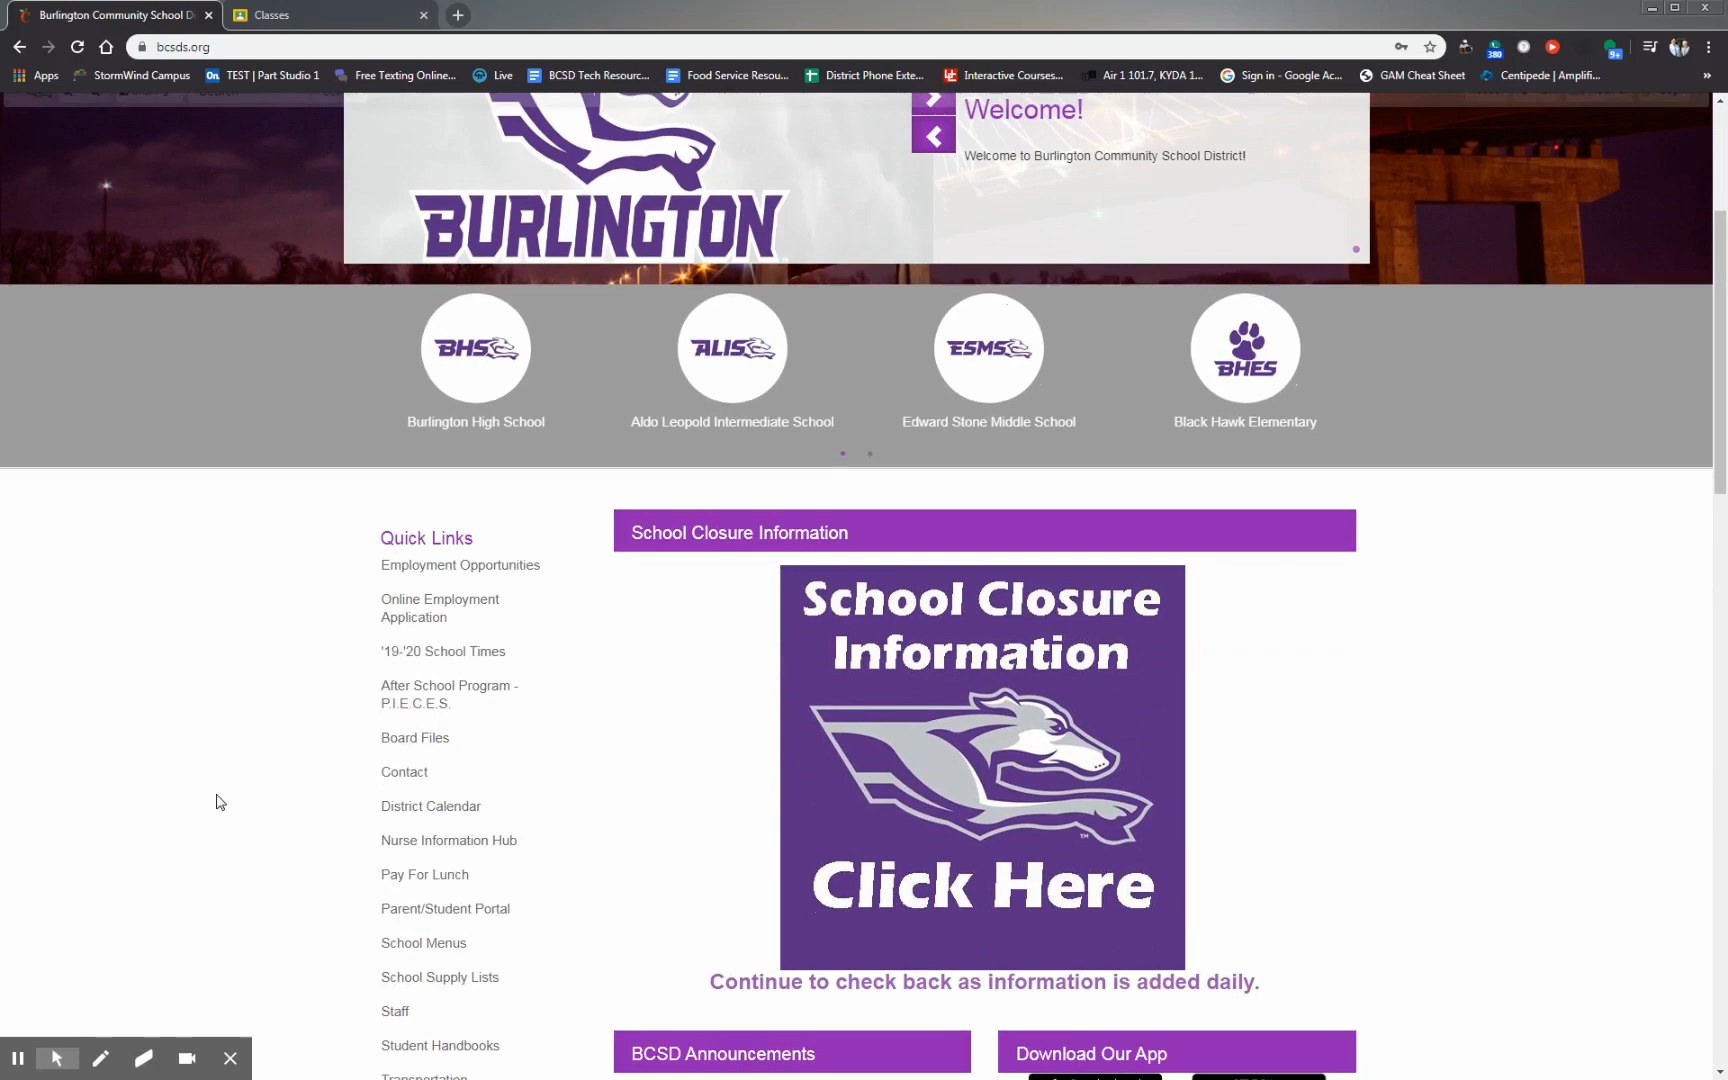 Burlington Community School D
Classes
bcsds.org
380
9+
Apps
StormWind Campus
On
TEST | Part Studio 1
Free Texting Online...
Live
BCSD Tech Resourc...
Food Service Resou...
District Phone Exte...
Interactive Courses...
Air 1 101.7, KYDA 1...
Sign in - Google Ac...
GAM Cheat Sheet
Centipede | Amplifi...
Welcome!
Welcome to Burlington Community School District!
BURLINGTON
BHS
ALIS
ESMS
BHES
Burlington High School
Aldo Leopold Intermediate School
Edward Stone Middle School
Black Hawk Elementary
Quick Links
Employment Opportunities
Online Employment
Application
'19-'20 School Times
After School Program -
P.I.E.C.E.S.
Board Files
Contact
District Calendar
Nurse Information Hub
Pay For Lunch
Parent/Student Portal
School Menus
School Supply Lists
Staff
Student Handbooks
Transportation
School Closure Information
School Closure
Information
TM
Click Here
Continue to check back as information is added daily.
BCSD Announcements
Download Our App